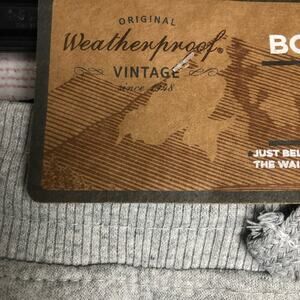 ORIGINAL
Weatherproof®
VINTAGE
since 1948
BO
JUST BEL
THE WAI